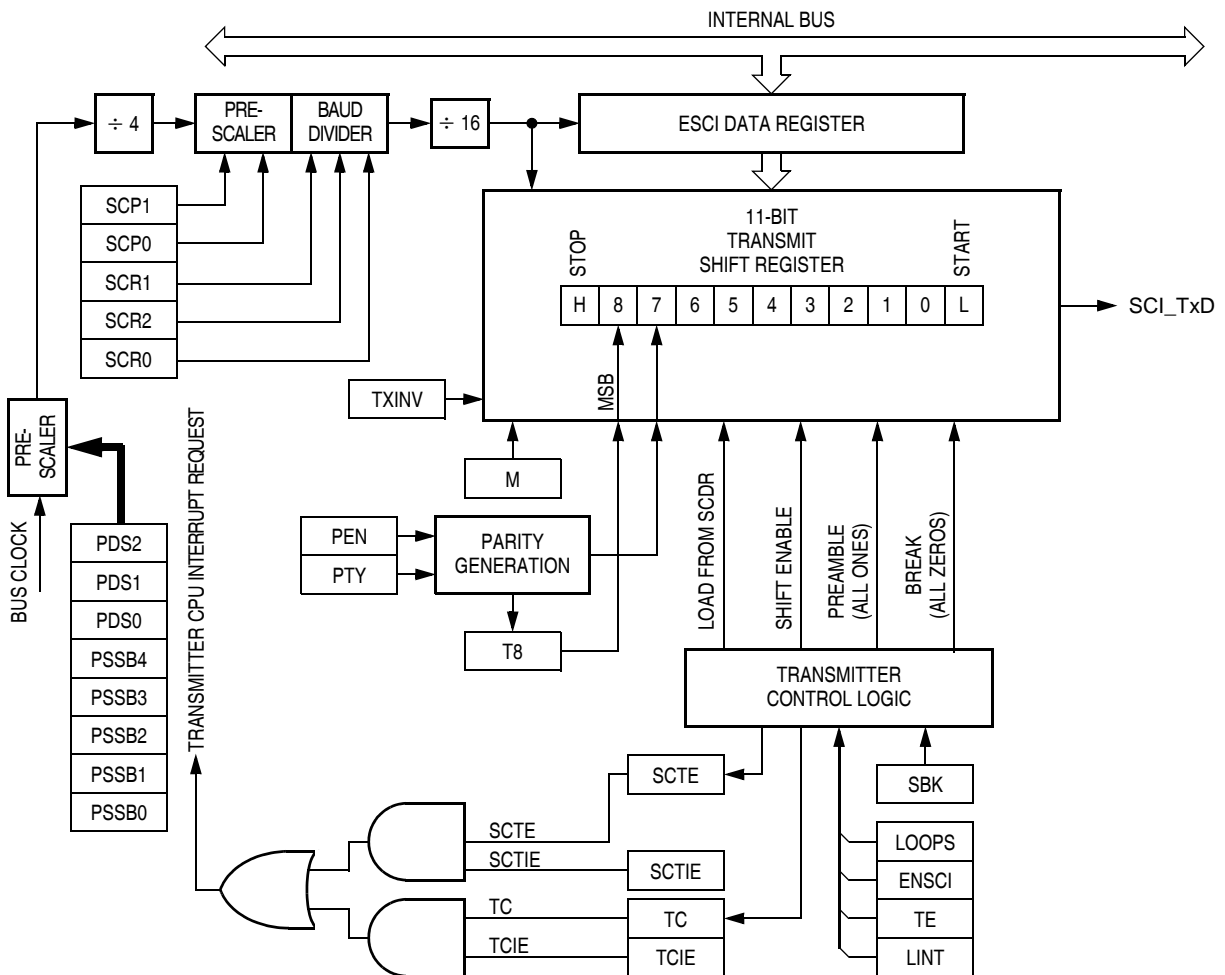 INTERNAL BUS
÷ 4
PRE-
SCALER
BAUD
DIVIDER
÷ 16
ESCI DATA REGISTER
SCP1
SCP0
SCR1
SCR2
SCR0
11-BIT
TRANSMIT
SHIFT REGISTER
STOP
START
H 8 7 6 5 4 3 2 1 0 L
SCI_TxD
MSB
TXINV
M
PRE-
SCALER
BUS CLOCK
PDS2
PDS1
PDS0
PSSB4
PSSB3
PSSB2
PSSB1
PSSB0
TRANSMITTER CPU INTERRUPT REQUEST
PEN
PTY
PARITY
GENERATION
T8
LOAD FROM SCDR
SHIFT ENABLE
PREAMBLE
(ALL ONES)
BREAK
(ALL ZEROS)
TRANSMITTER
CONTROL LOGIC
SCTE
SBK
SCTE
SCTIE
SCTIE
TC
TC
TCIE
TCIE
LOOPS
ENSCI
TE
LINT